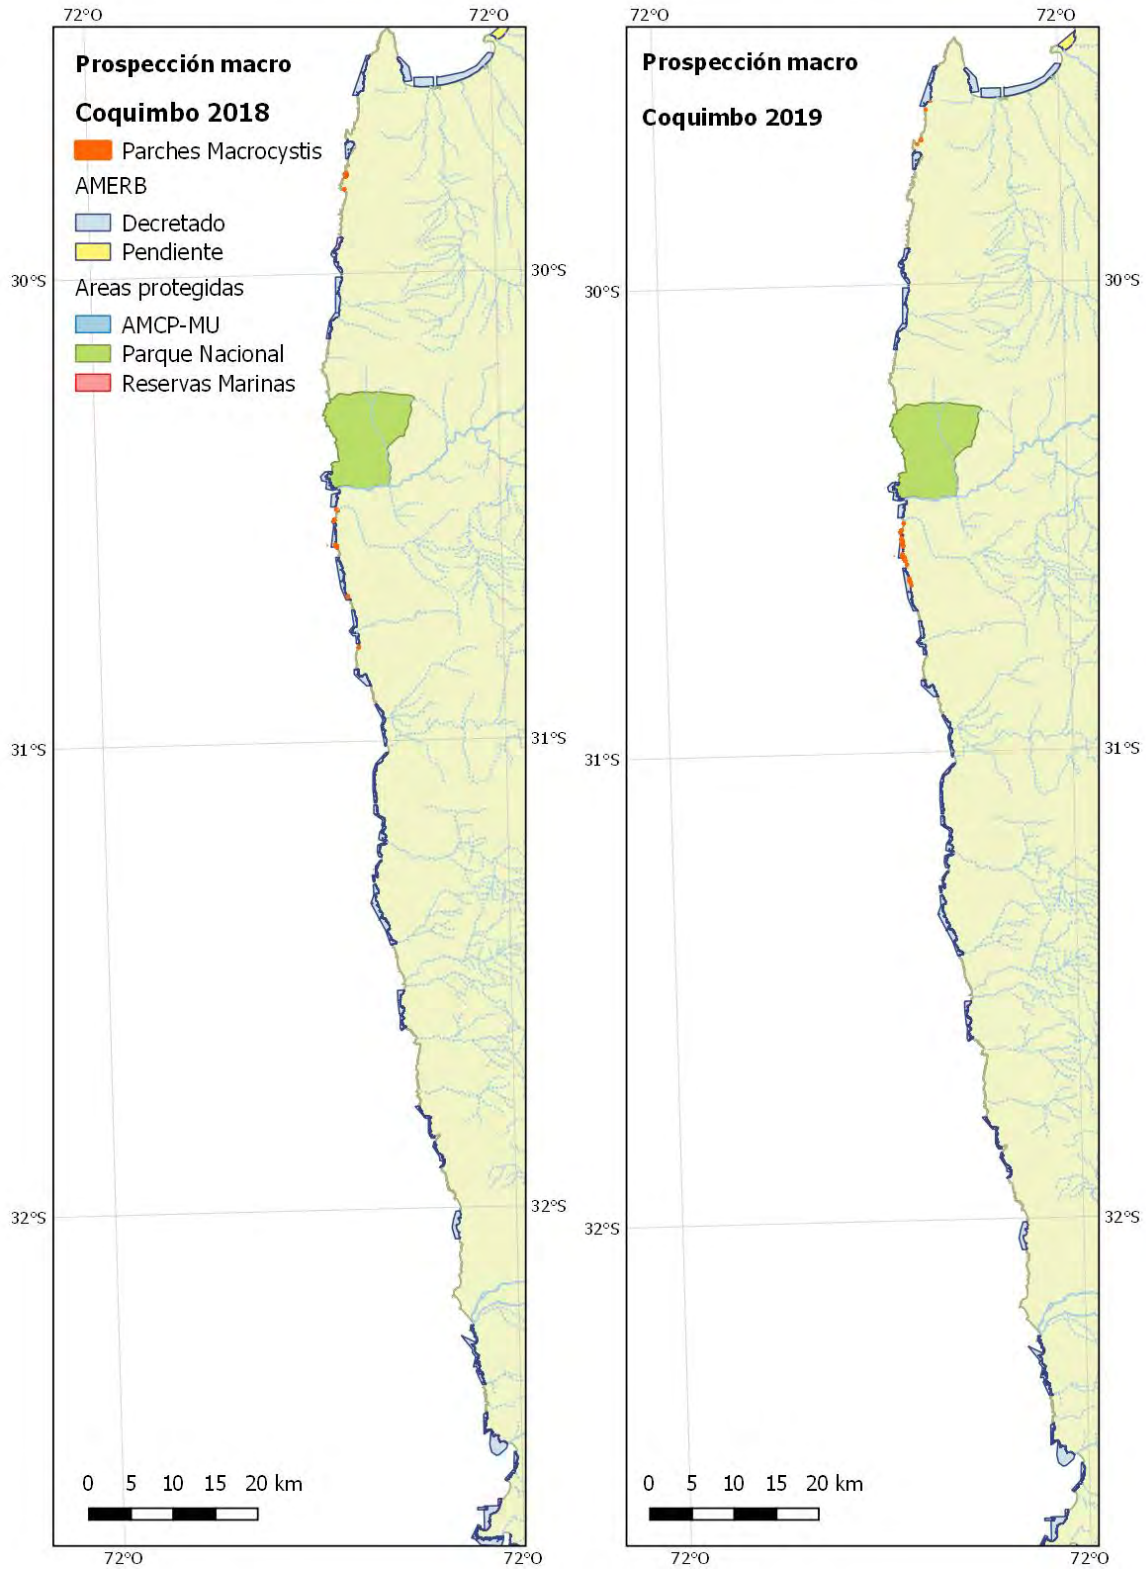 72°O
72°O
Prospección macro
Coquimbo 2018
Parches Macrocystis
AMERB
Decretado
Pendiente
Areas protegidas
AMCP-MU
Parque Nacional
Reservas Marinas
30°S
30°S
31°S
31°S
32°S
32°S
0 5 10 15 20 km
72°O
72°O
72°O
72°O
Prospección macro
Coquimbo 2019
30°S
30°S
31°S
31°S
32°S
32°S
0 5 10 15 20 km
72°O
72°O